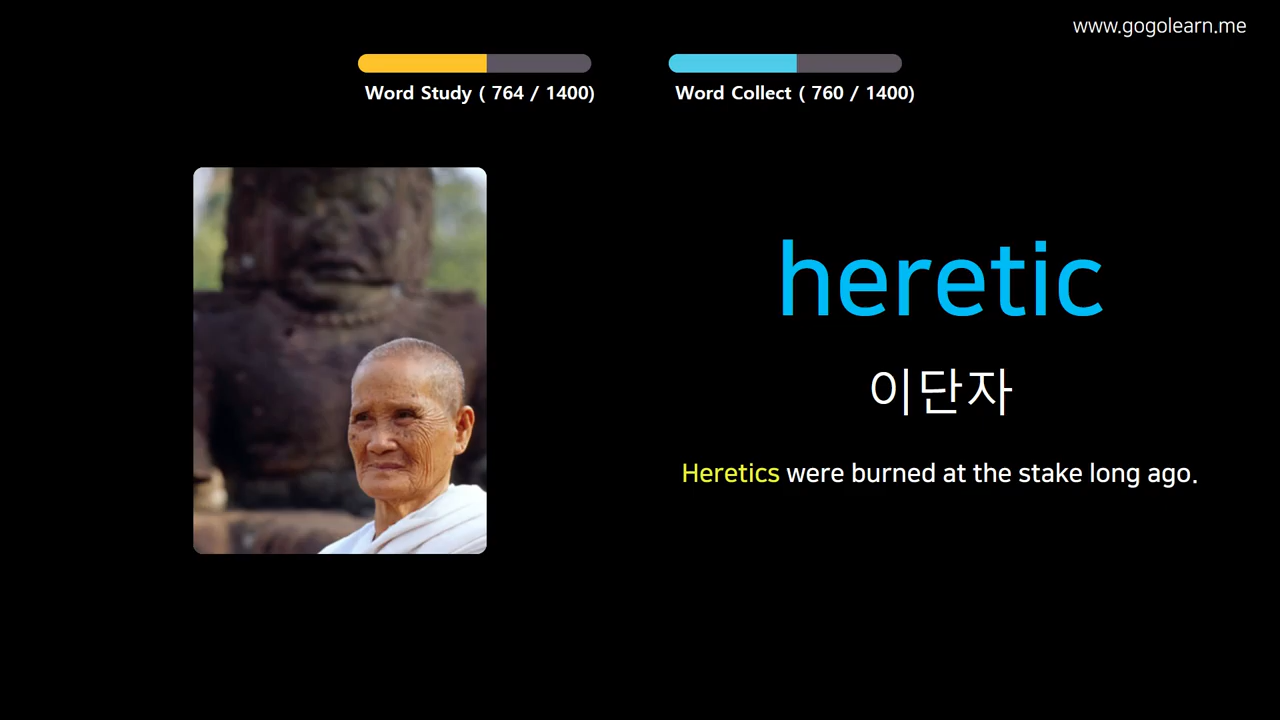 www.gogolearn.me
Word Study ( 764 / 1400)
Word Collect ( 760 / 1400)
heretic
이단자
Heretics were burned at the stake long ago.